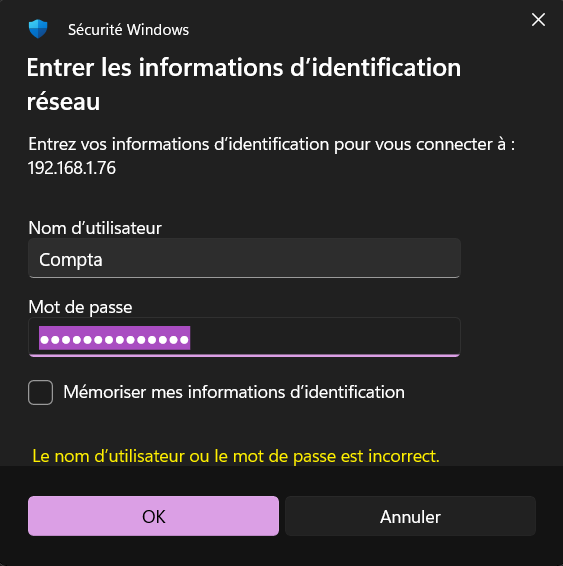 Sécurité Windows
Entrer les informations d’identification
réseau
Entrez vos informations d’identification pour vous connecter à :
192.168.1.76
Nom d’utilisateur
Compta
Mot de passe
●●●●●●●●●●●●●●
Mémoriser mes informations d’identification
Le nom d’utilisateur ou le mot de passe est incorrect.
OK
Annuler